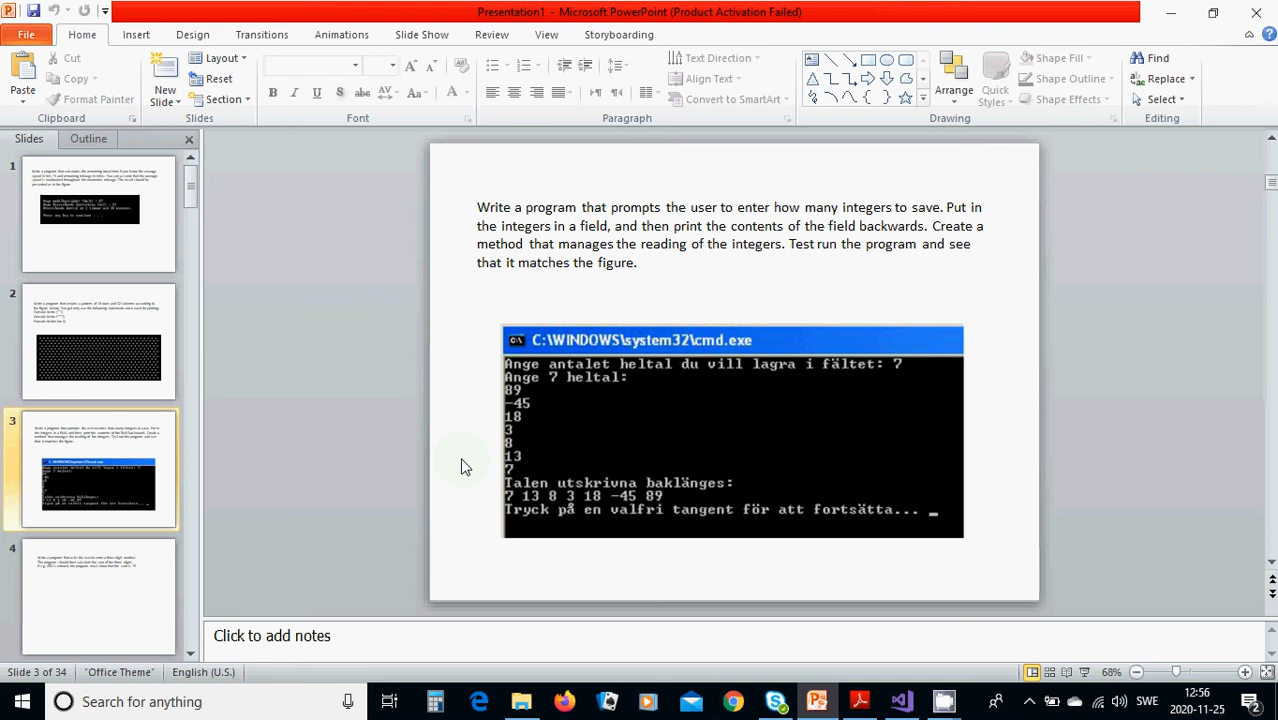 Presentation1 - Microsoft PowerPoint (Product Activation Failed)
File Home Insert Design Transitions Animations Slide Show Review View Storyboarding
Paste
Cut
Copy
Format Painter
Clipboard
New Slide
Layout
Reset
Section
Slides
B I U S abc AV Aa A
Font
Text Direction
Align Text
Convert to SmartArt
Paragraph
Arrange
Quick Styles
Shape Fill
Shape Outline
Shape Effects
Drawing
Find
Replace
Select
Editing
Slides Outline
1
2
3
4
Write a program that prompts the user to enter how many integers to save. Put in
the integers in a field, and then print the contents of the field backwards. Create a
method that manages the reading of the integers. Test run the program and see
that it matches the figure.
C:\WINDOWS\system32\cmd.exe
Ange antalet heltal du vill lagra i fältet: 7
Ange 7 heltal:
89
-45
18
3
8
13
7
Talen utskrivna baklänges:
7 13 8 3 18 -45 89
Tryck på en valfri tangent för att fortsätta... _
Click to add notes
Slide 3 of 34 "Office Theme" English (U.S.) 68%
Search for anything
SWE
12:56
2020-11-25
2